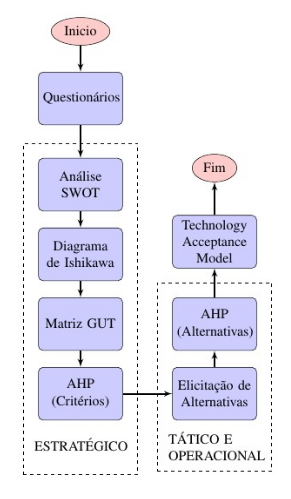 Inicio
Questionários
Análise
SWOT
Diagrama
de Ishikawa
Matriz GUT
AHP
(Critérios)
ESTRATÉGICO
Fim
Technology
Acceptance
Model
AHP
(Alternativas)
Elicitação de
Alternativas
TÁTICO E
OPERACIONAL